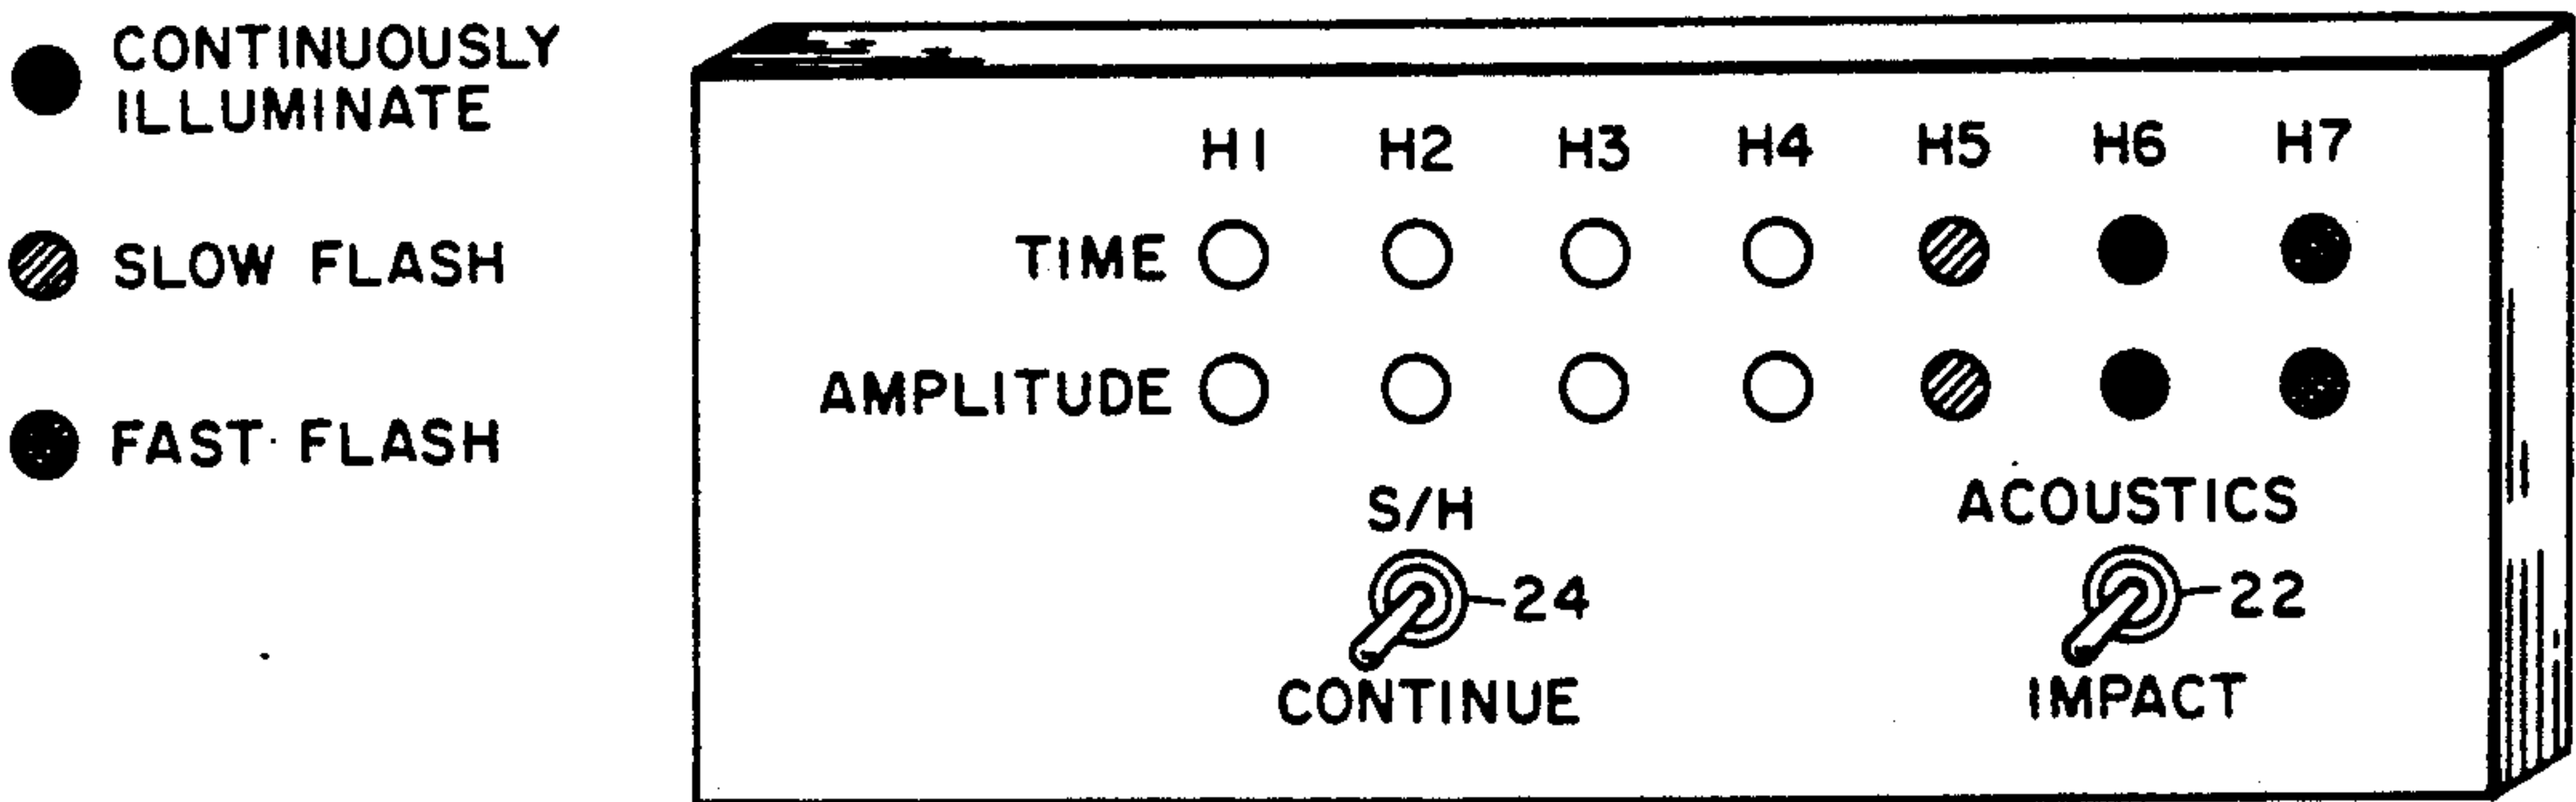 CONTINUOUSLY
ILLUMINATE
SLOW FLASH
FAST FLASH
H1 H2 H3 H4 H5 H6 H7
TIME
AMPLITUDE
S/H
24
CONTINUE
ACOUSTICS
22
IMPACT